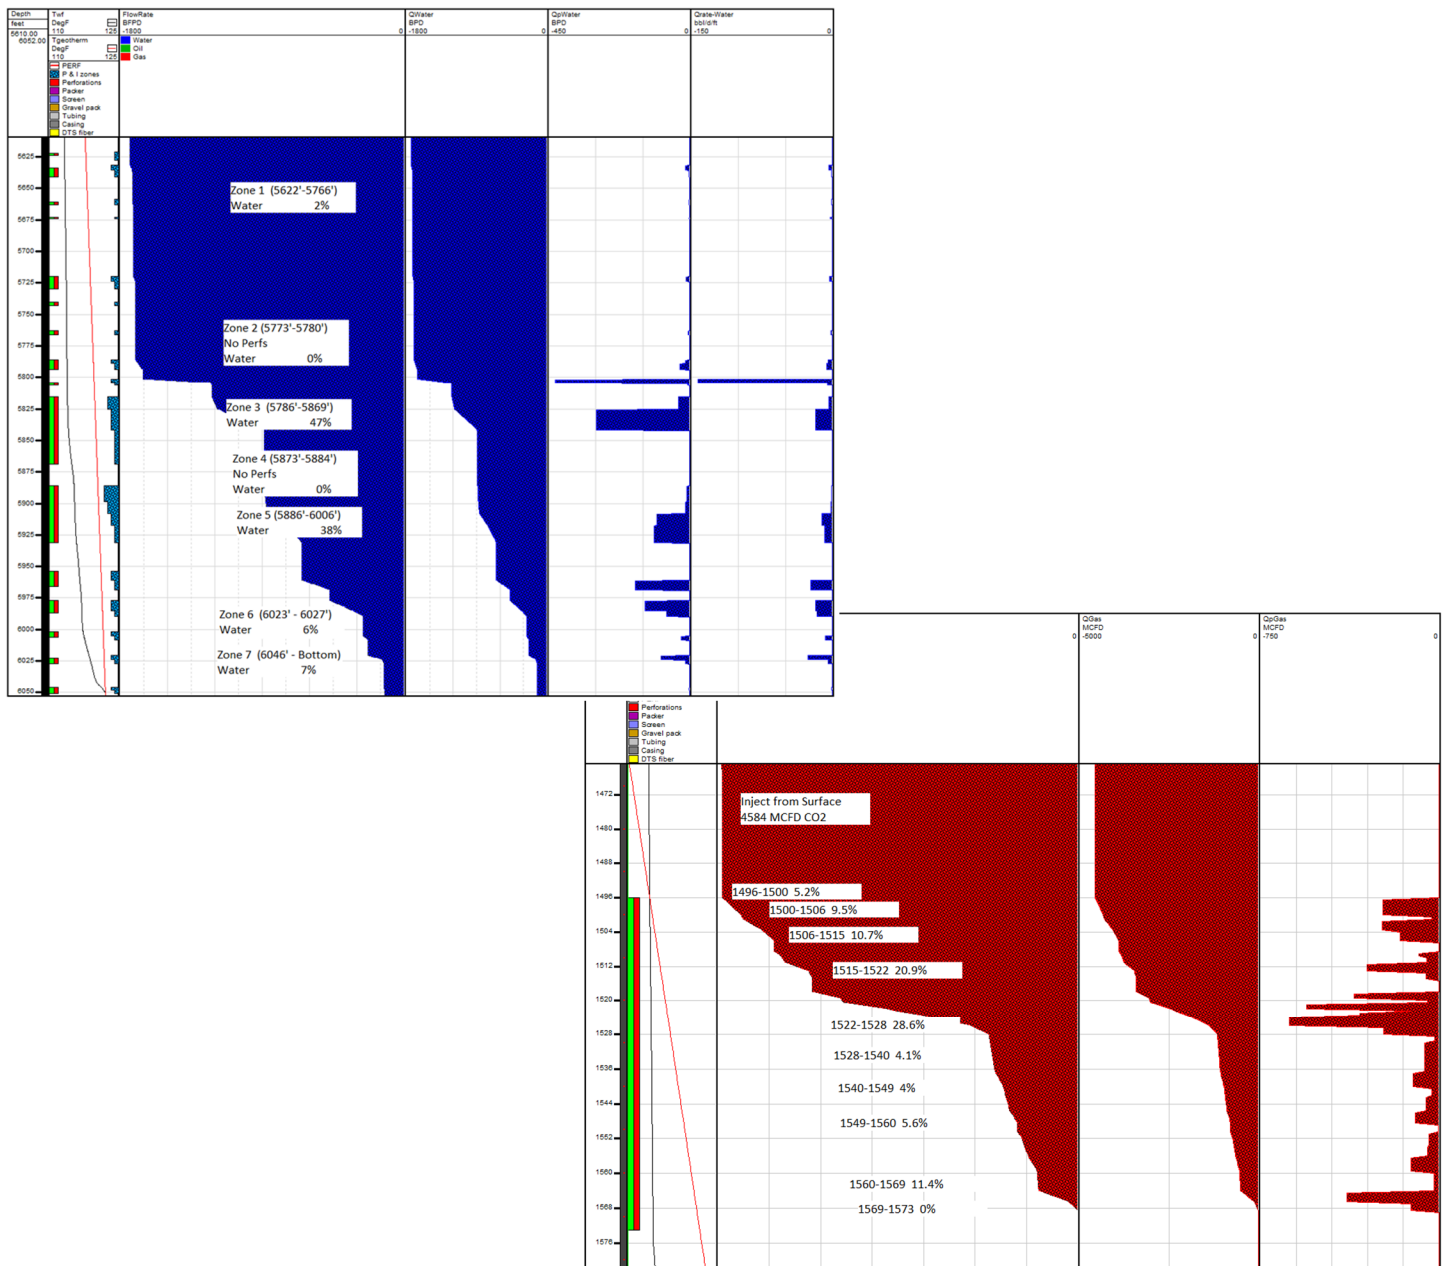 Depth
feet
5610.00
6052.00
Twf
DegF
110 125
Tgeotherm
DegF
110 125
FlowRate
BFPD
-1800 0
Water
Oil
Gas
QWater
BPD
-1800 0
QpWater
BPD
-450 0
Qrate-Water
bbl/d/ft
-150 0
PERF
P & I zones
Perforations
Packer
Screen
Gravel pack
Tubing
Casing
DTS fiber
5625
5650
5675
5700
5725
5750
5775
5800
5825
5850
5875
5900
5925
5950
5975
6000
6025
6050
Zone 1 (5622'-5766')
Water 2%
Zone 2 (5773'-5780')
No Perfs
Water 0%
Zone 3 (5786'-5869')
Water 47%
Zone 4 (5873'-5884')
No Perfs
Water 0%
Zone 5 (5886'-6006')
Water 38%
Zone 6 (6023' - 6027')
Water 6%
Zone 7 (6046' - Bottom)
Water 7%
0
QGas
MCFD
-5000 0
QpGas
MCFD
-750 0
Perforations
Packer
Screen
Gravel pack
Tubing
Casing
DTS fiber
1472
1480
1488
1496
1504
1512
1520
1528
1536
1544
1552
1560
1568
1576
Inject from Surface
4584 MCFD CO2
1496-1500 5.2%
1500-1506 9.5%
1506-1515 10.7%
1515-1522 20.9%
1522-1528 28.6%
1528-1540 4.1%
1540-1549 4%
1549-1560 5.6%
1560-1569 11.4%
1569-1573 0%